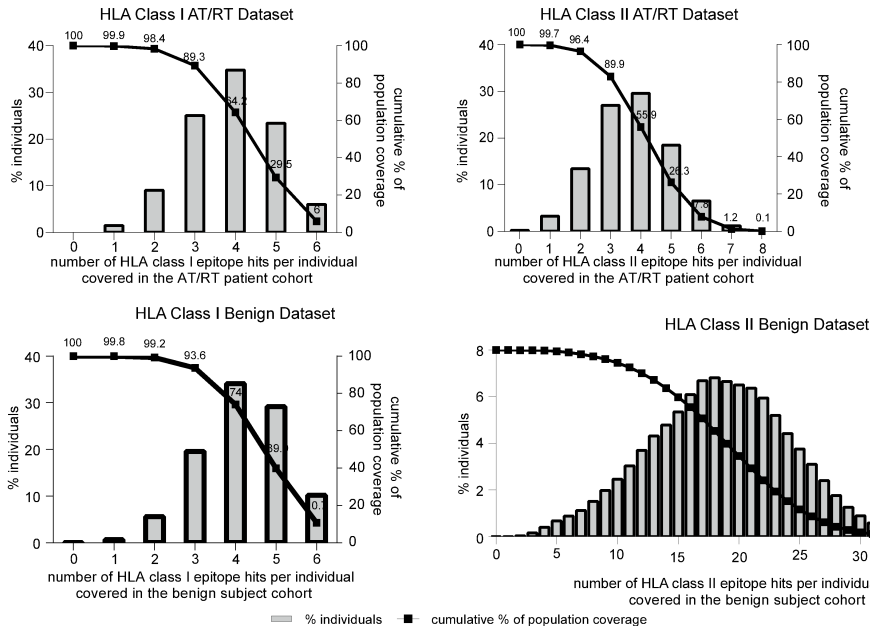 HLA Class I AT/RT Dataset
100 99.9 98.4 89.3 64.2 29.5 6
40 30 20 10 0
% individuals
100 80 60 40 20 0
cumulative % of
population coverage
0 1 2 3 4 5 6
number of HLA class I epitope hits per individual
covered in the AT/RT patient cohort
HLA Class II AT/RT Dataset
100 99.7 96.4 89.9 55.9 26.3 7.8 1.2 0.1
40 30 20 10 0
% individuals
100 80 60 40 20 0
cumulative % of
population coverage
0 1 2 3 4 5 6 7 8
number of HLA class II epitope hits per individual
covered in the AT/RT patient cohort
HLA Class I Benign Dataset
100 99.8 99.2 93.6 74
40 30 20 10 0
% individuals
100 80 60 40 20 0
cumulative % of
population coverage
0 1 2 3 4 5 6
number of HLA class I epitope hits per individual
covered in the benign subject cohort
HLA Class II Benign Dataset
8 6 4 2 0
% individuals
0 5 10 15 20 25 30
number of HLA class II epitope hits per
covered in the benign subject cohort
% individuals
cumulative % of population coverage